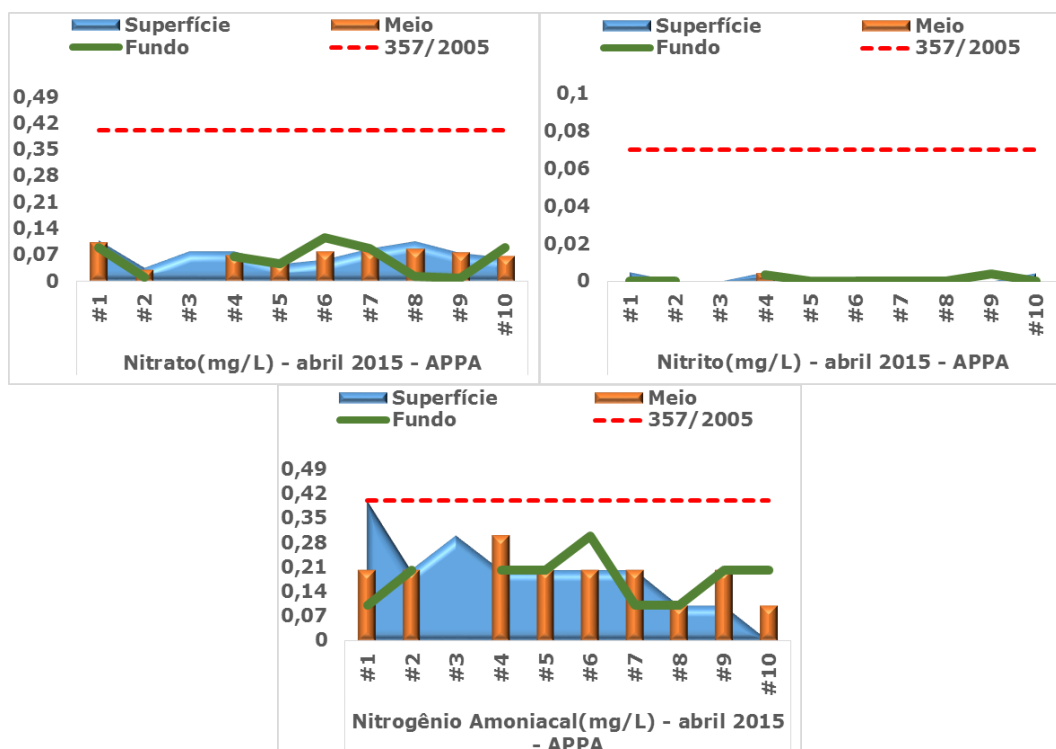 Superfície Meio
Fundo 357/2005
0,49
0,42
0,35
0,28
0,21
0,14
0,07
0
#1 #2 #3 #4 #5 #6 #7 #8 #9 #10
Nitrato(mg/L) - abril 2015 - APPA
Superfície Meio
Fundo 357/2005
0,1
0,08
0,06
0,04
0,02
0
#1 #2 #3 #4 #5 #6 #7 #8 #9 #10
Nitrito(mg/L) - abril 2015 - APPA
Superfície Meio
Fundo 357/2005
0,49
0,42
0,35
0,28
0,21
0,14
0,07
0
#1 #2 #3 #4 #5 #6 #7 #8 #9 #10
Nitrogênio Amoniacal(mg/L) - abril 2015
- APPA